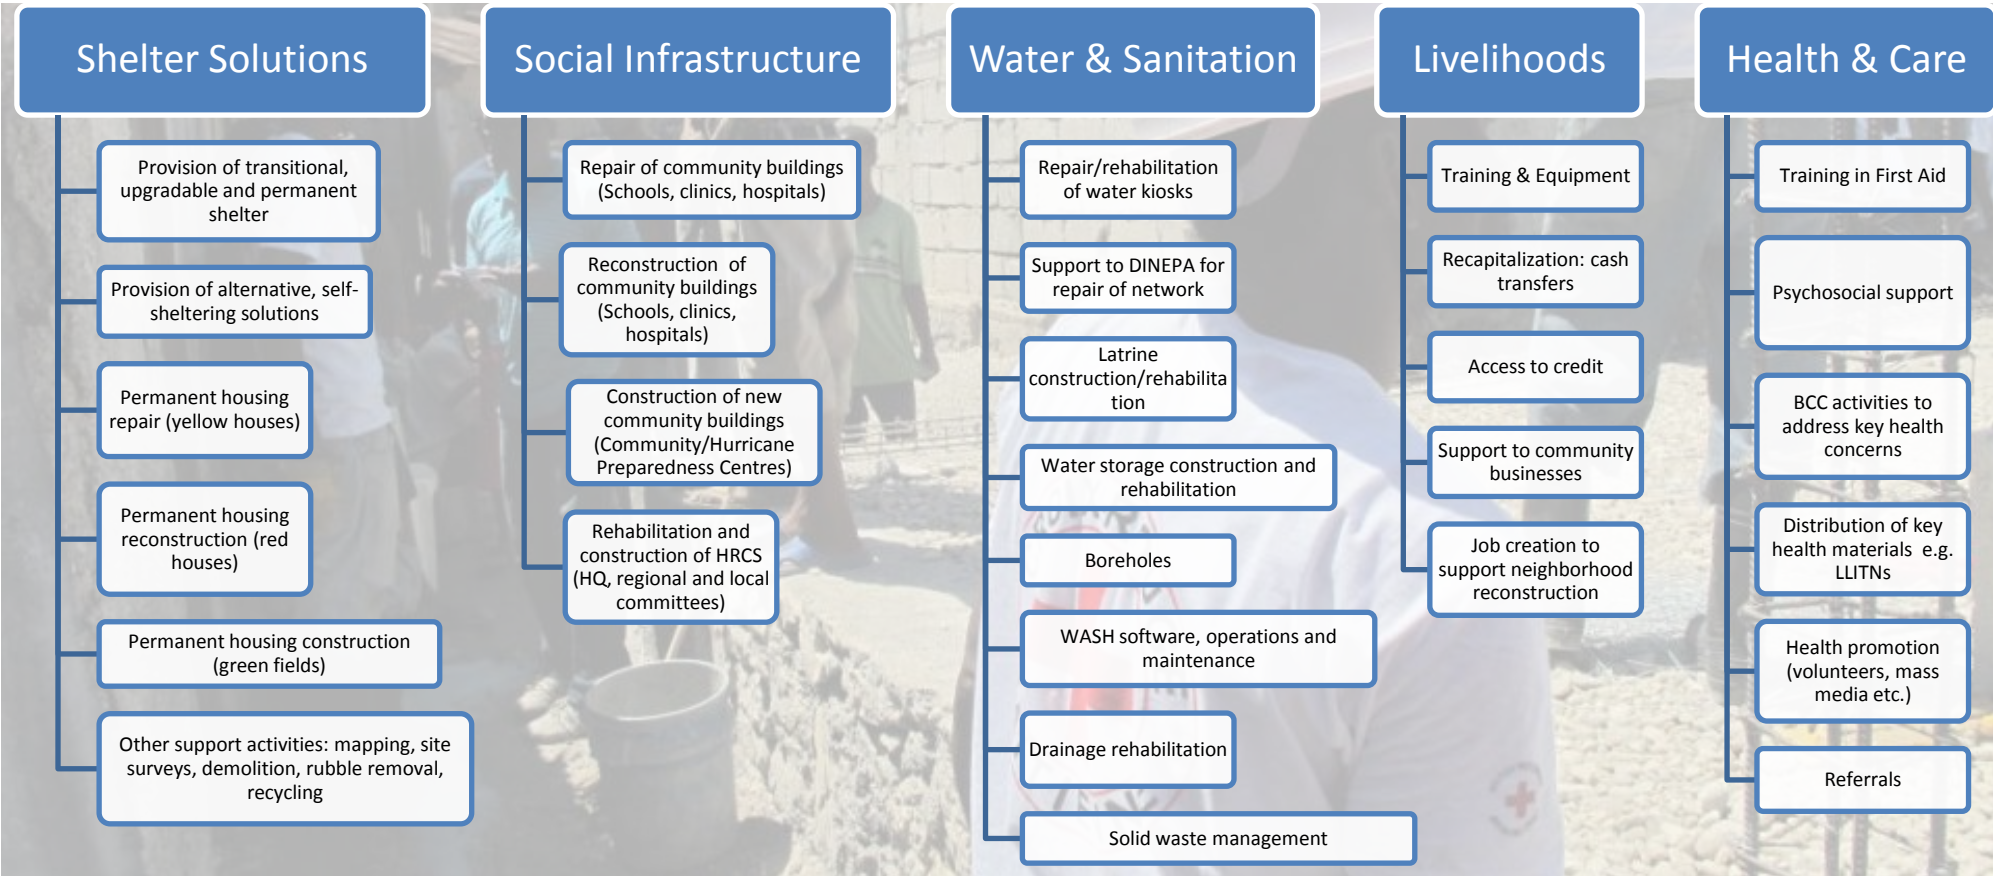 Shelter Solutions
Provision of transitional,
upgradable and permanent
shelter
Provision of alternative, self-
sheltering solutions
Permanent housing
repair (yellow houses)
Permanent housing
reconstruction (red
houses)
Permanent housing construction
(green fields)
Other support activities: mapping, site
surveys, demolition, rubble removal,
recycling
Social Infrastructure
Repair of community buildings
(Schools, clinics, hospitals)
Reconstruction of
community buildings
(Schools, clinics,
hospitals)
Construction of new
community buildings
(Community/Hurricane
Preparedness Centres)
Rehabilitation and
construction of HRCS
(HQ, regional and local
committees)
Water & Sanitation
Repair/rehabilitation
of water kiosks
Support to DINEPA for
repair of network
Latrine
construction/rehabilita
tion
Water storage construction and
rehabilitation
Boreholes
WASH software, operations and
maintenance
Drainage rehabilitation
Solid waste management
Livelihoods
Training & Equipment
Recapitalization: cash
transfers
Access to credit
Support to community
businesses
Job creation to
support neighborhood
reconstruction
Health & Care
Training in First Aid
Psychosocial support
BCC activities to
address key health
concerns
Distribution of key
health materials e.g.
LLITNs
Health promotion
(volunteers, mass
media etc.)
Referrals